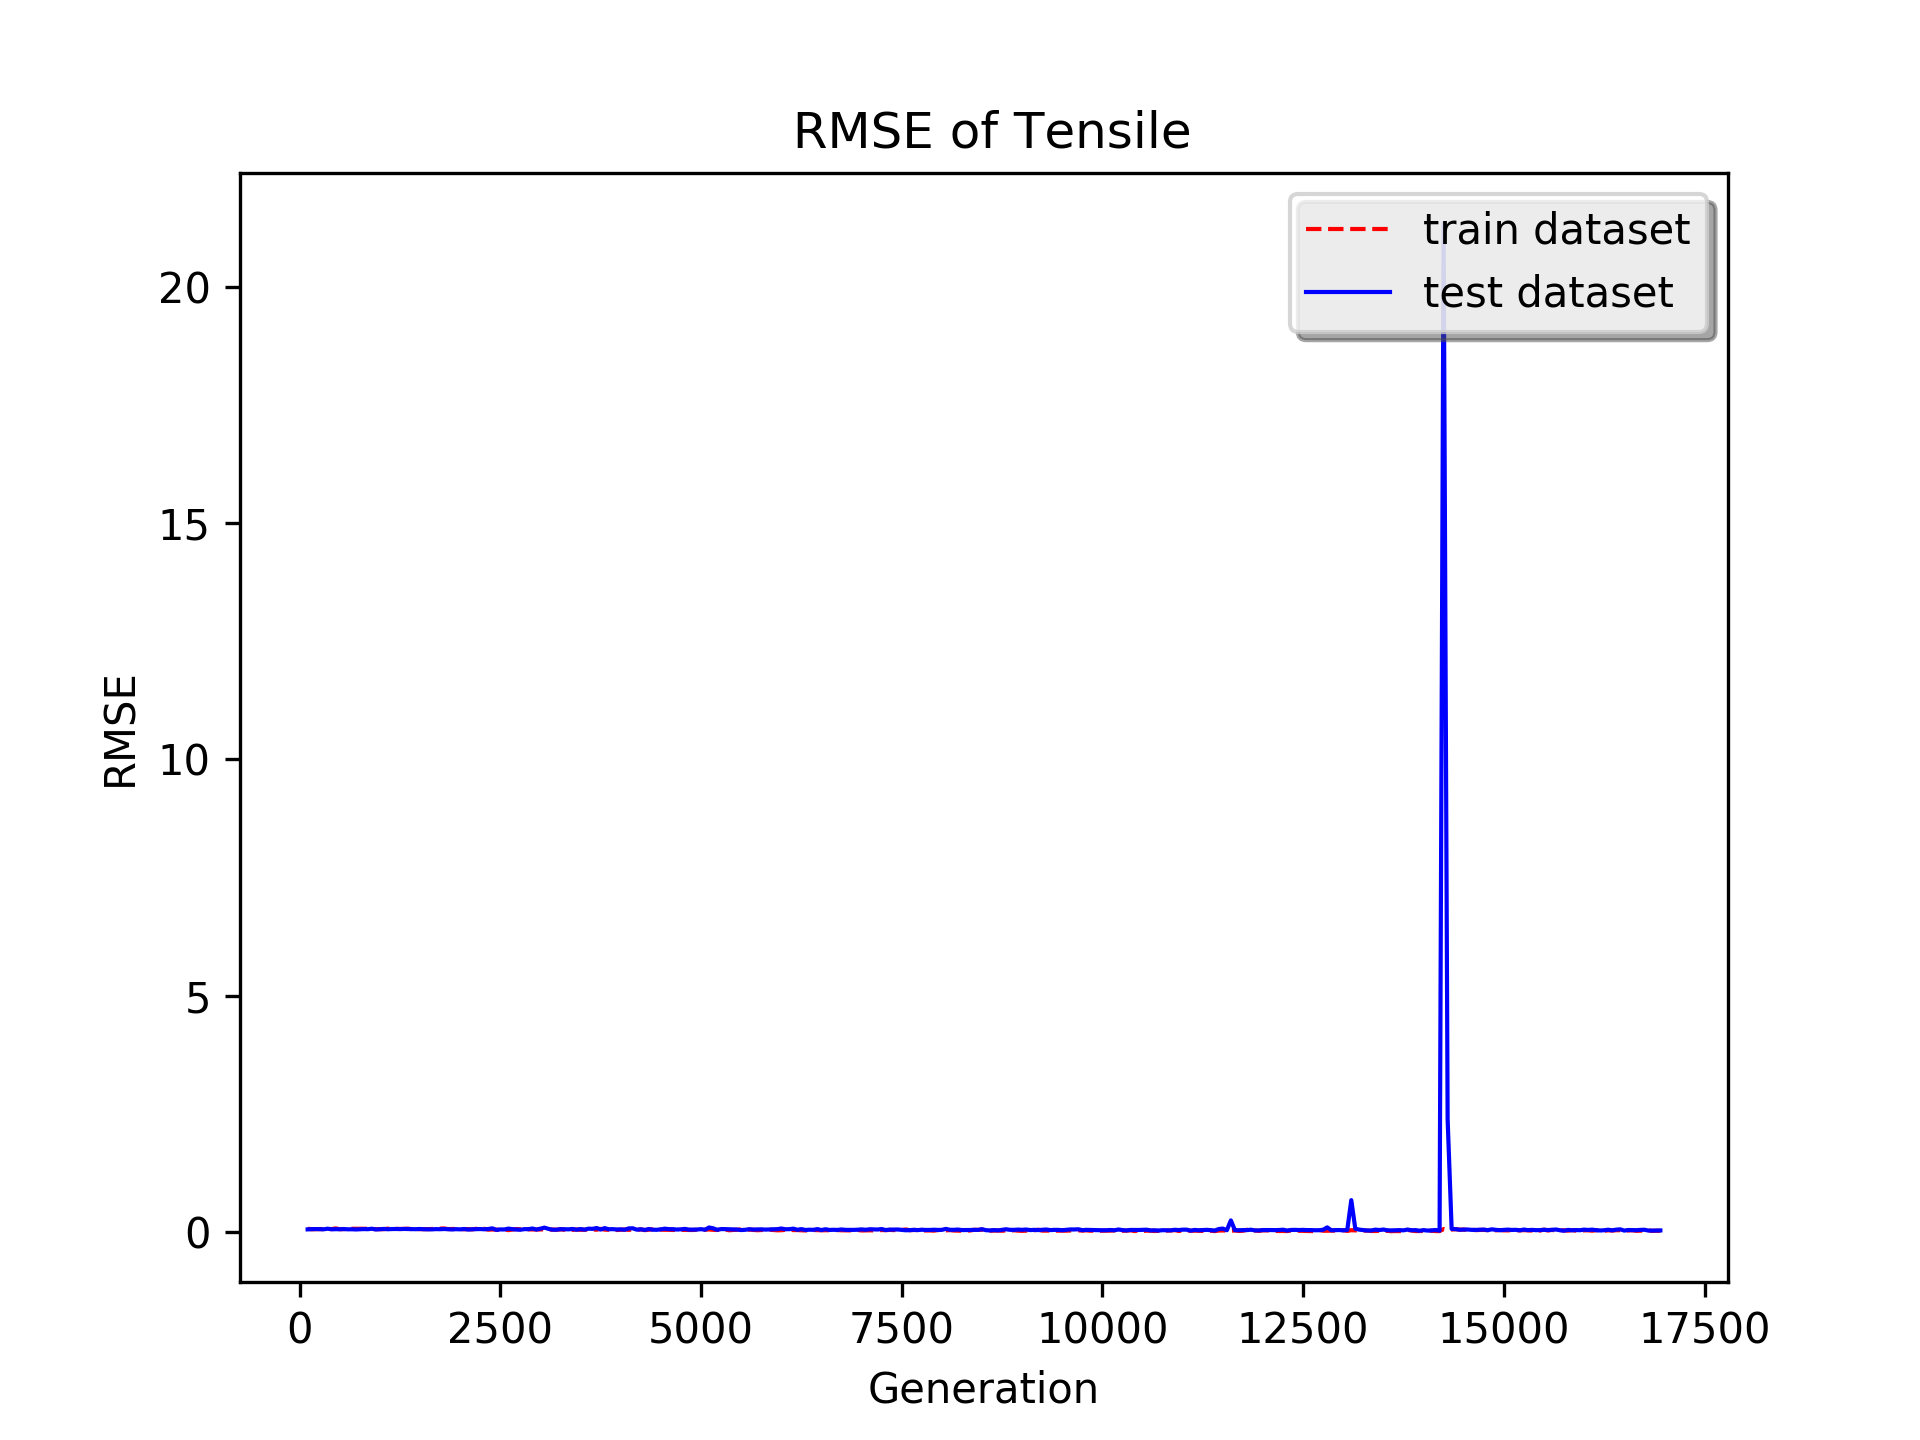 RMSE of Tensile
train dataset
test dataset
20
15
10
5
0
RMSE
0 2500 5000 7500 10000 12500 15000 17500
Generation